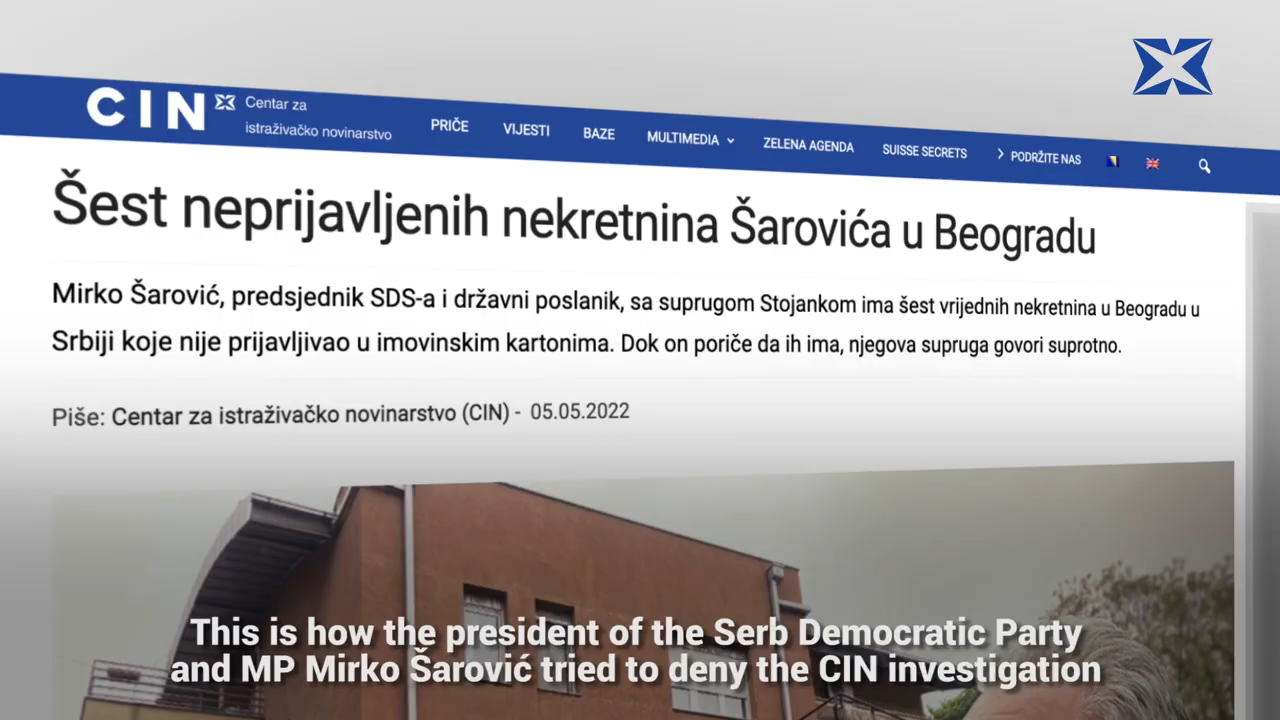 CIN Centar za
istraživačko novinarstvo
PRIČE VIJESTI BAZE MULTIMEDIA ZELENA AGENDA SUISSE SECRETS PODRŽITE NAS
Šest neprijavljenih nekretnina Šarovića u Beogradu
Mirko Šarović, predsjednik SDS-a i državni poslanik, sa suprugom Stojankom ima šest vrijednih nekretnina u Beogradu u
Srbiji koje nije prijavljivao u imovinskim kartonima. Dok on poriče da ih ima, njegova supruga govori suprotno.
Piše: Centar za istraživačko novinarstvo (CIN) - 05.05.2022
This is how the president of the Serb Democratic Party
and MP Mirko Šarović tried to deny the CIN investigation